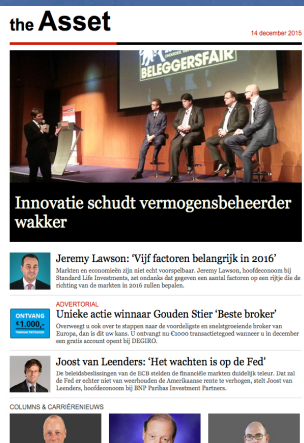 the Asset
14 december 2015
BELEGGERSFAIR
Innovatie schudt vermogensbeheerder
wakker
Jeremy Lawson: ‘Vijf factoren belangrijk in 2016’
Markten en economieën zijn niet echt voorspelbaar. Jeremy Lawson, hoofdeconoom bij
Standard Life Investments, zet ondanks dat gegeven een aantal factoren op een rijtje die de
richting van de markten in 2016 zullen bepalen.
ADVERTORIAL
Unieke actie winnaar Gouden Stier ‘Beste broker’
ONTVANG
€1.000,-
Overweegt u ook over te stappen naar de voordeligste en snelstgroeiende broker van
Europa, dan is dit uw kans. U ontvangt nu €1000 transactietegoed wanneer u in december
een gratis account opent bij DEGIRO.
Joost van Leenders: ‘Het wachten is op de Fed’
De beleidsbeslissingen van de ECB stelden de financiële markten duidelijk teleur. Dat zal
de Fed er echter niet van weerhouden de Amerikaanse rente te verhogen, stelt Joost van
Leenders, hoofdeconoom bij BNP Paribas Investment Partners.
COLUMNS & CARRIÈRENIEUWS